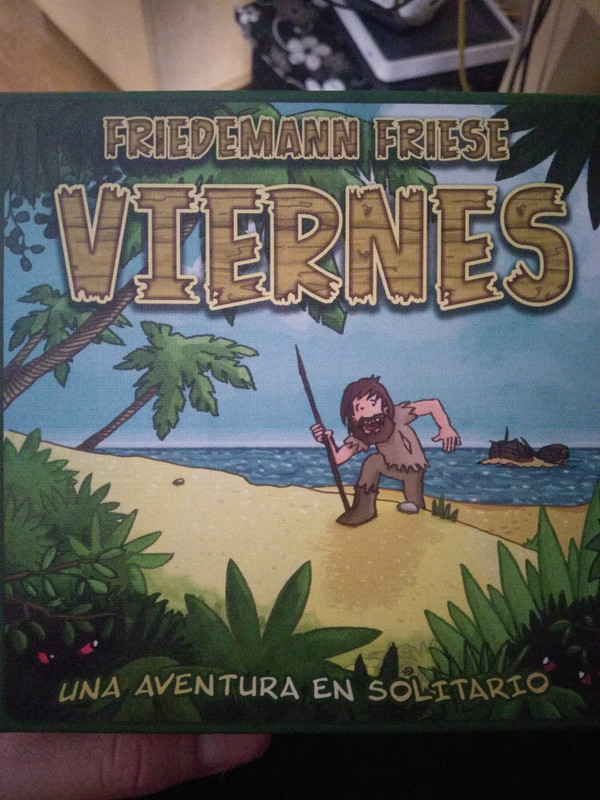 FRIEDEMANN FRIESE
VIERNES
UNA AVENTURA EN SOLITARIO